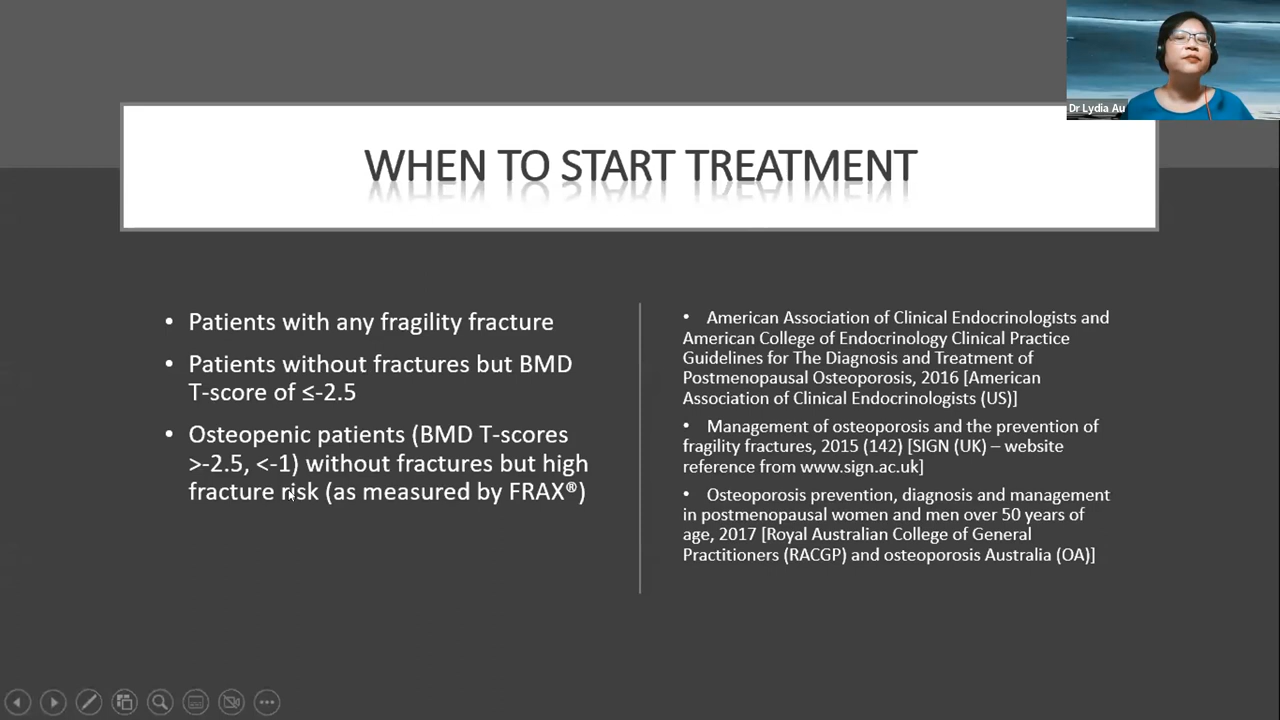 Dr Lydia Au
WHEN TO START TREATMENT
• Patients with any fragility fracture
• Patients without fractures but BMD
T-score of ≤-2.5
• Osteopenic patients (BMD T-scores
>-2.5, <-1) without fractures but high
fracture risk (as measured by FRAX®)
• American Association of Clinical Endocrinologists and
American College of Endocrinology Clinical Practice
Guidelines for The Diagnosis and Treatment of
Postmenopausal Osteoporosis, 2016 [American
Association of Clinical Endocrinologists (US)]
• Management of osteoporosis and the prevention of
fragility fractures, 2015 (142) [SIGN (UK) – website
reference from www.sign.ac.uk]
• Osteoporosis prevention, diagnosis and management
in postmenopausal women and men over 50 years of
age, 2017 [Royal Australian College of General
Practitioners (RACGP) and osteoporosis Australia (OA)]